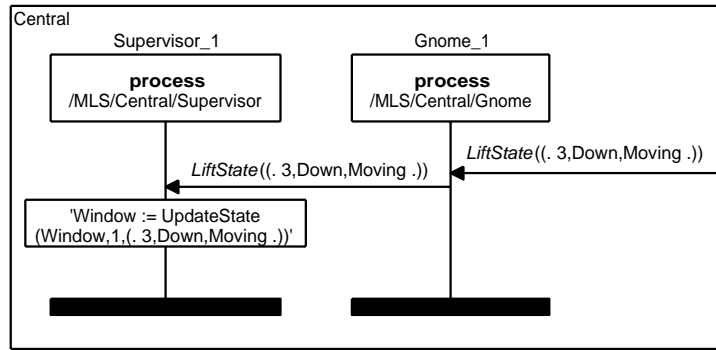 Central
Supervisor_1
Gnome_1
process
/MLS/Central/Supervisor
process
/MLS/Central/Gnome
LiftState((. 3,Down,Moving .))
LiftState((. 3,Down,Moving .))
'Window := UpdateState
(Window,1,(. 3,Down,Moving .))'